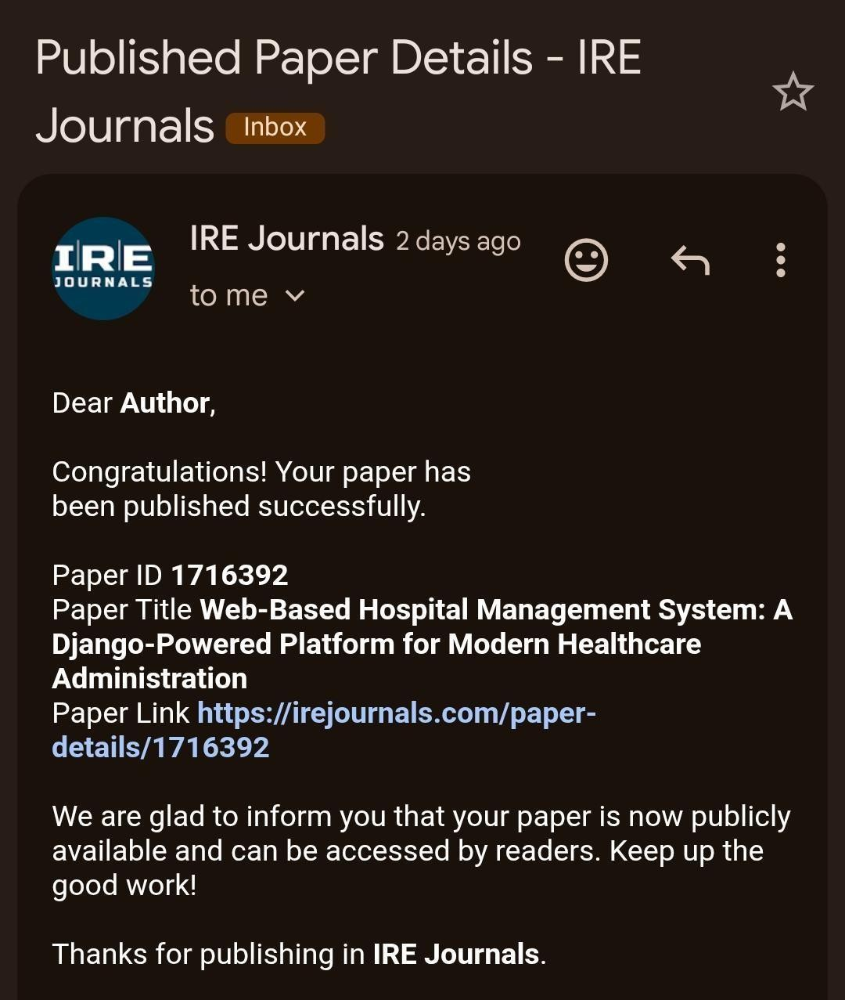 Published Paper Details - IRE
Journals Inbox
IRE
JOURNALS
IRE Journals 2 days ago
to me
Dear Author,
Congratulations! Your paper has
been published successfully.
Paper ID 1716392
Paper Title Web-Based Hospital Management System: A
Django-Powered Platform for Modern Healthcare
Administration
Paper Link https://irejournals.com/paper-
details/1716392
We are glad to inform you that your paper is now publicly
available and can be accessed by readers. Keep up the
good work!
Thanks for publishing in IRE Journals.